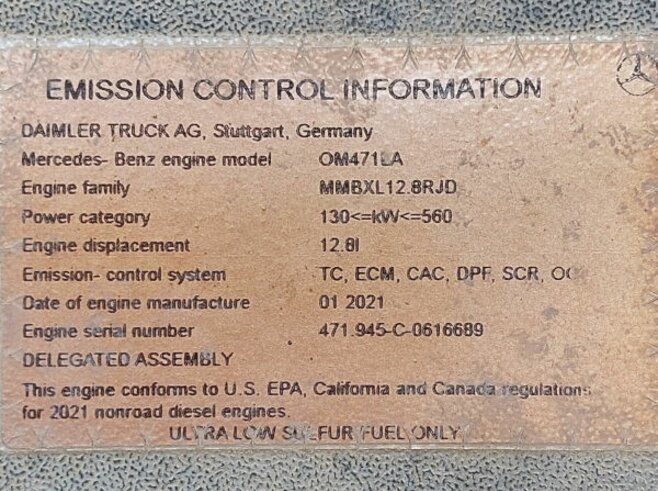 EMISSION CONTROL INFORMATION
DAIMLER TRUCK AG, Stuttgart, Germany
Mercedes- Benz engine model OM471LA
Engine family MMBXL12.8RJD
Power category 130<=kW<=560
Engine displacement 12.8l
Emission- control system TC, ECM, CAC, DPF, SCR,
Date of engine manufacture 01 2021
Engine serial number 471.945-C-0616689
DELEGATED ASSEMBLY
This engine conforms to U.S. EPA, California and Canada regulations
for 2021 nonroad diesel engines.
ULTRA LOW SULFUR FUEL ONLY